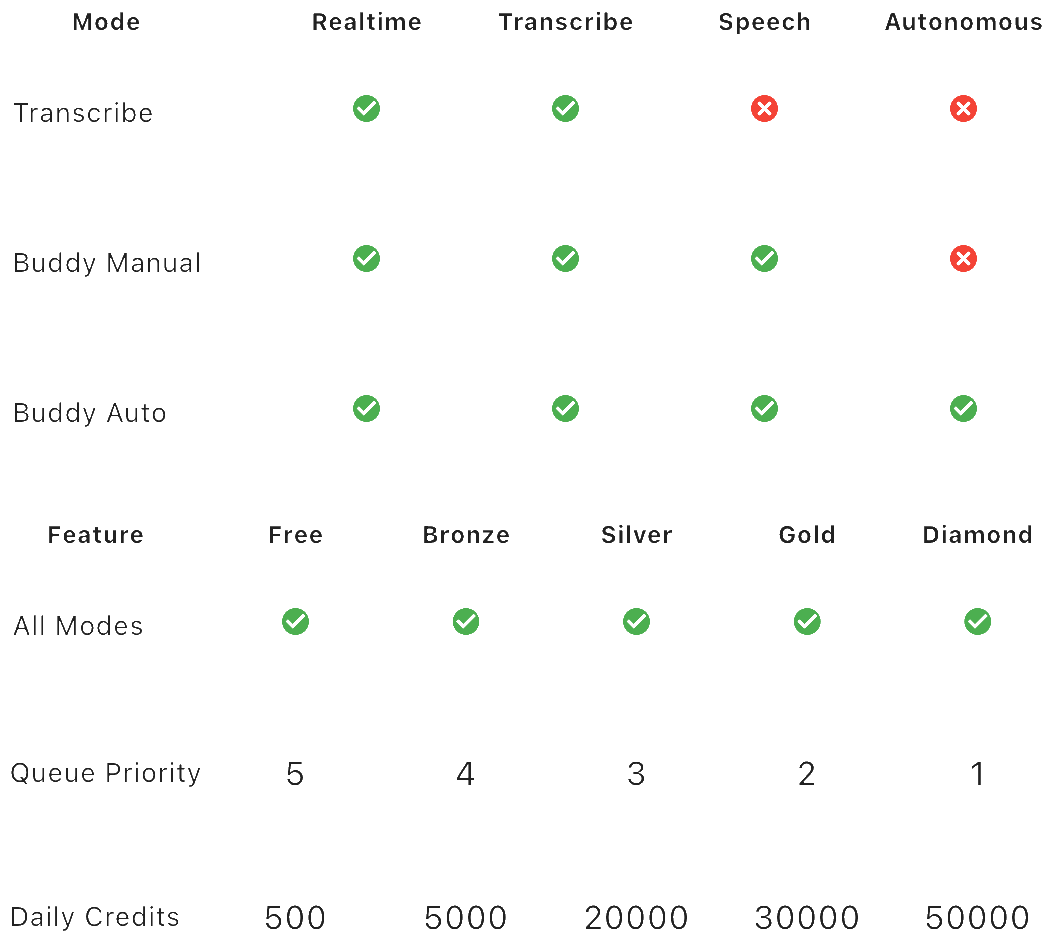 Mode Realtime Transcribe Speech Autonomous
Transcribe
Buddy Manual
Buddy Auto
Feature Free Bronze Silver Gold Diamond
All Modes
Queue Priority 5 4 3 2 1
Daily Credits 500 5000 20000 30000 50000